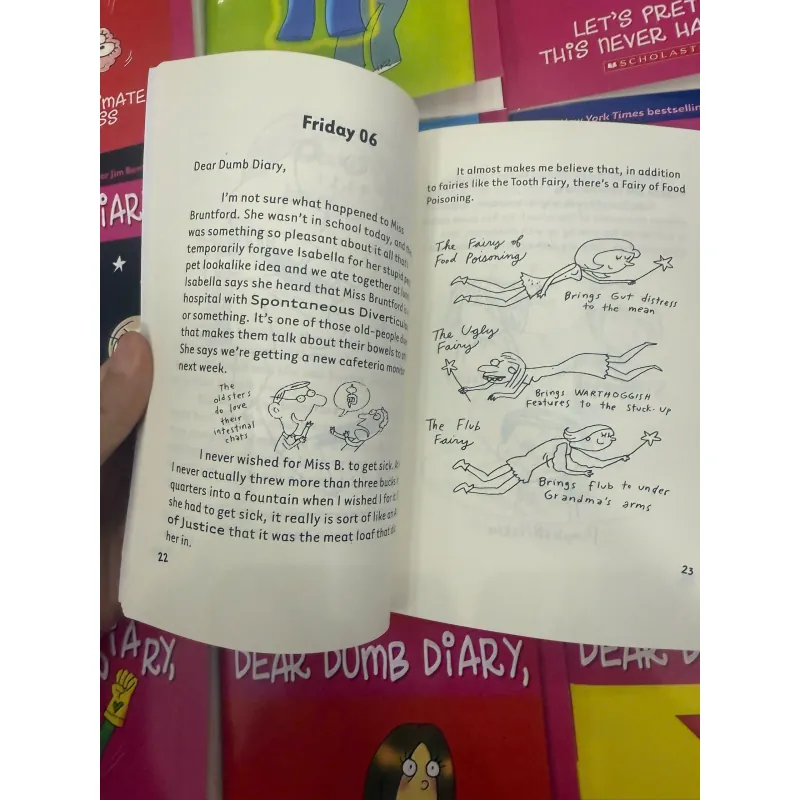 MATE
SS
LET'S PRET
THIS NEVER HA
SCHOLAST
York Times bestsellin
Jim Ben
IAR
Friday 06
Dear Dumb Diary,
I'm not sure what happened to Miss
Bruntford. She wasn't in school today, and
was something so pleasant about it all that
temporarily forgave Isabella for her stupid
pet lookalike idea and we ate together at
Isabella says she heard that Miss Bruntford
hospital with Spontaneous Diverticu
or something. It's one of those old-people
that makes them talk about their bowels to
She says we're getting a new cafeteria monitor
next week.
The
oldsters
do love
their
intestinal
chats
I never wished for Miss B. to get sick.
I never actually threw more than three bucks
quarters into a fountain when I wished I for
she had to get sick, it really is sort of like
of Justice that it was the meat loaf that
her in.
22
It almost makes me believe that, in addition
to fairies like the Tooth Fairy, there's a Fairy of Food
Poisoning.
The Fairy of
Food Poisoning
Brings Gut distress
to the mean
The Ugly
Fairy
Brings WARTHOGGISH
Features to the Stuck-Up
The Flub
Fairy
Brings flub to under
Grandma's arms
23
IARY,
DEAR DUMB DIARY,
DEAR D